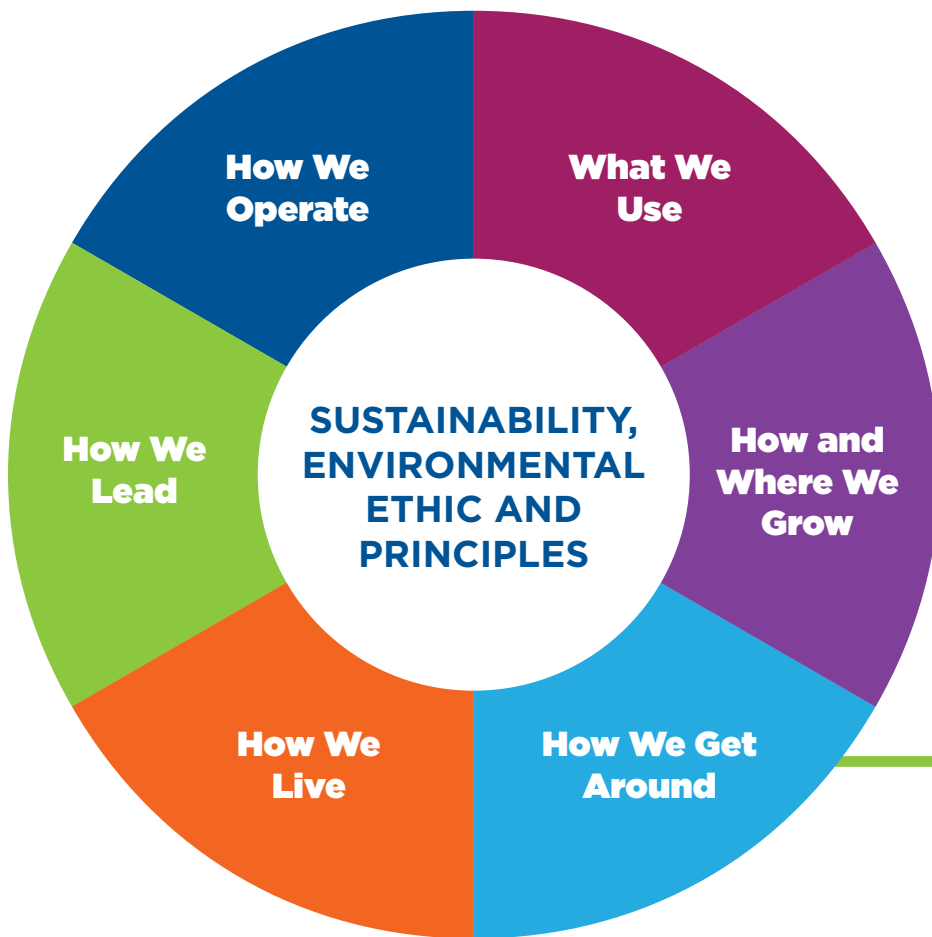 How We
Operate
What We
Use
How We
Lead
SUSTAINABILITY,
ENVIRONMENTAL
ETHIC AND
PRINCIPLES
How and
Where We
Grow
How We
Live
How We Get
Around